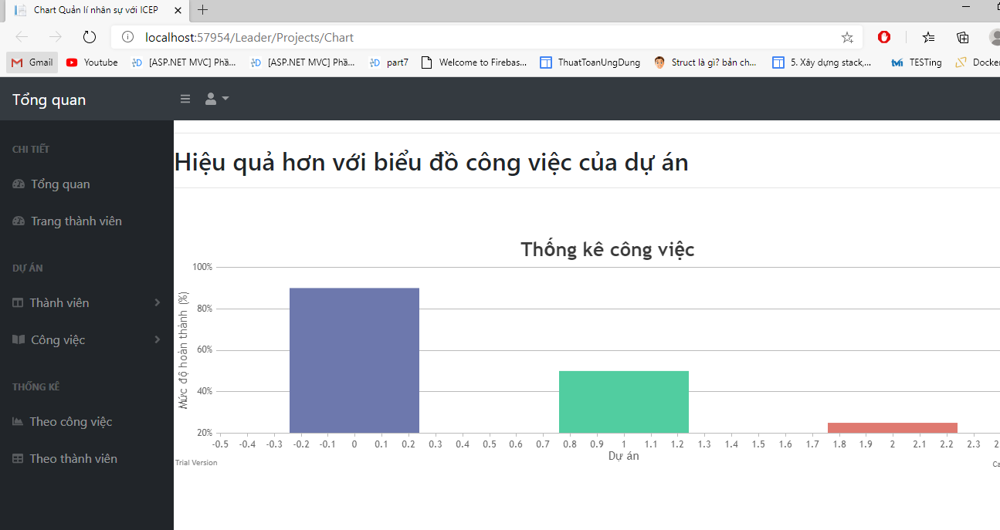 Chart Quản lí nhân sự với ICEP
localhost:57954/Leader/Projects/Chart
Gmail
Youtube
[ASP.NET MVC] Phầ...
[ASP.NET MVC] Phầ...
part7
Welcome to Firebas...
ThuatToanUngDung
Struct là gì? bản ch...
5. Xây dựng stack,...
TESTing
Docker
Tổng quan
CHI TIẾT
Tổng quan
Trang thành viên
DỰ ÁN
Thành viên
Công việc
THỐNG KÊ
Theo công việc
Theo thành viên
Hiệu quả hơn với biểu đồ công việc của dự án
Thống kê công việc
Mức độ hoàn thành (%)
100%
80%
60%
40%
20%
-0.5 -0.4 -0.3 -0.2 -0.1 0 0.1 0.2 0.3 0.4 0.5 0.6 0.7 0.8 0.9 1 1.1 1.2 1.3 1.4 1.5 1.6 1.7 1.8 1.9 2 2.1 2.2 2.3
Dự án
Trial Version